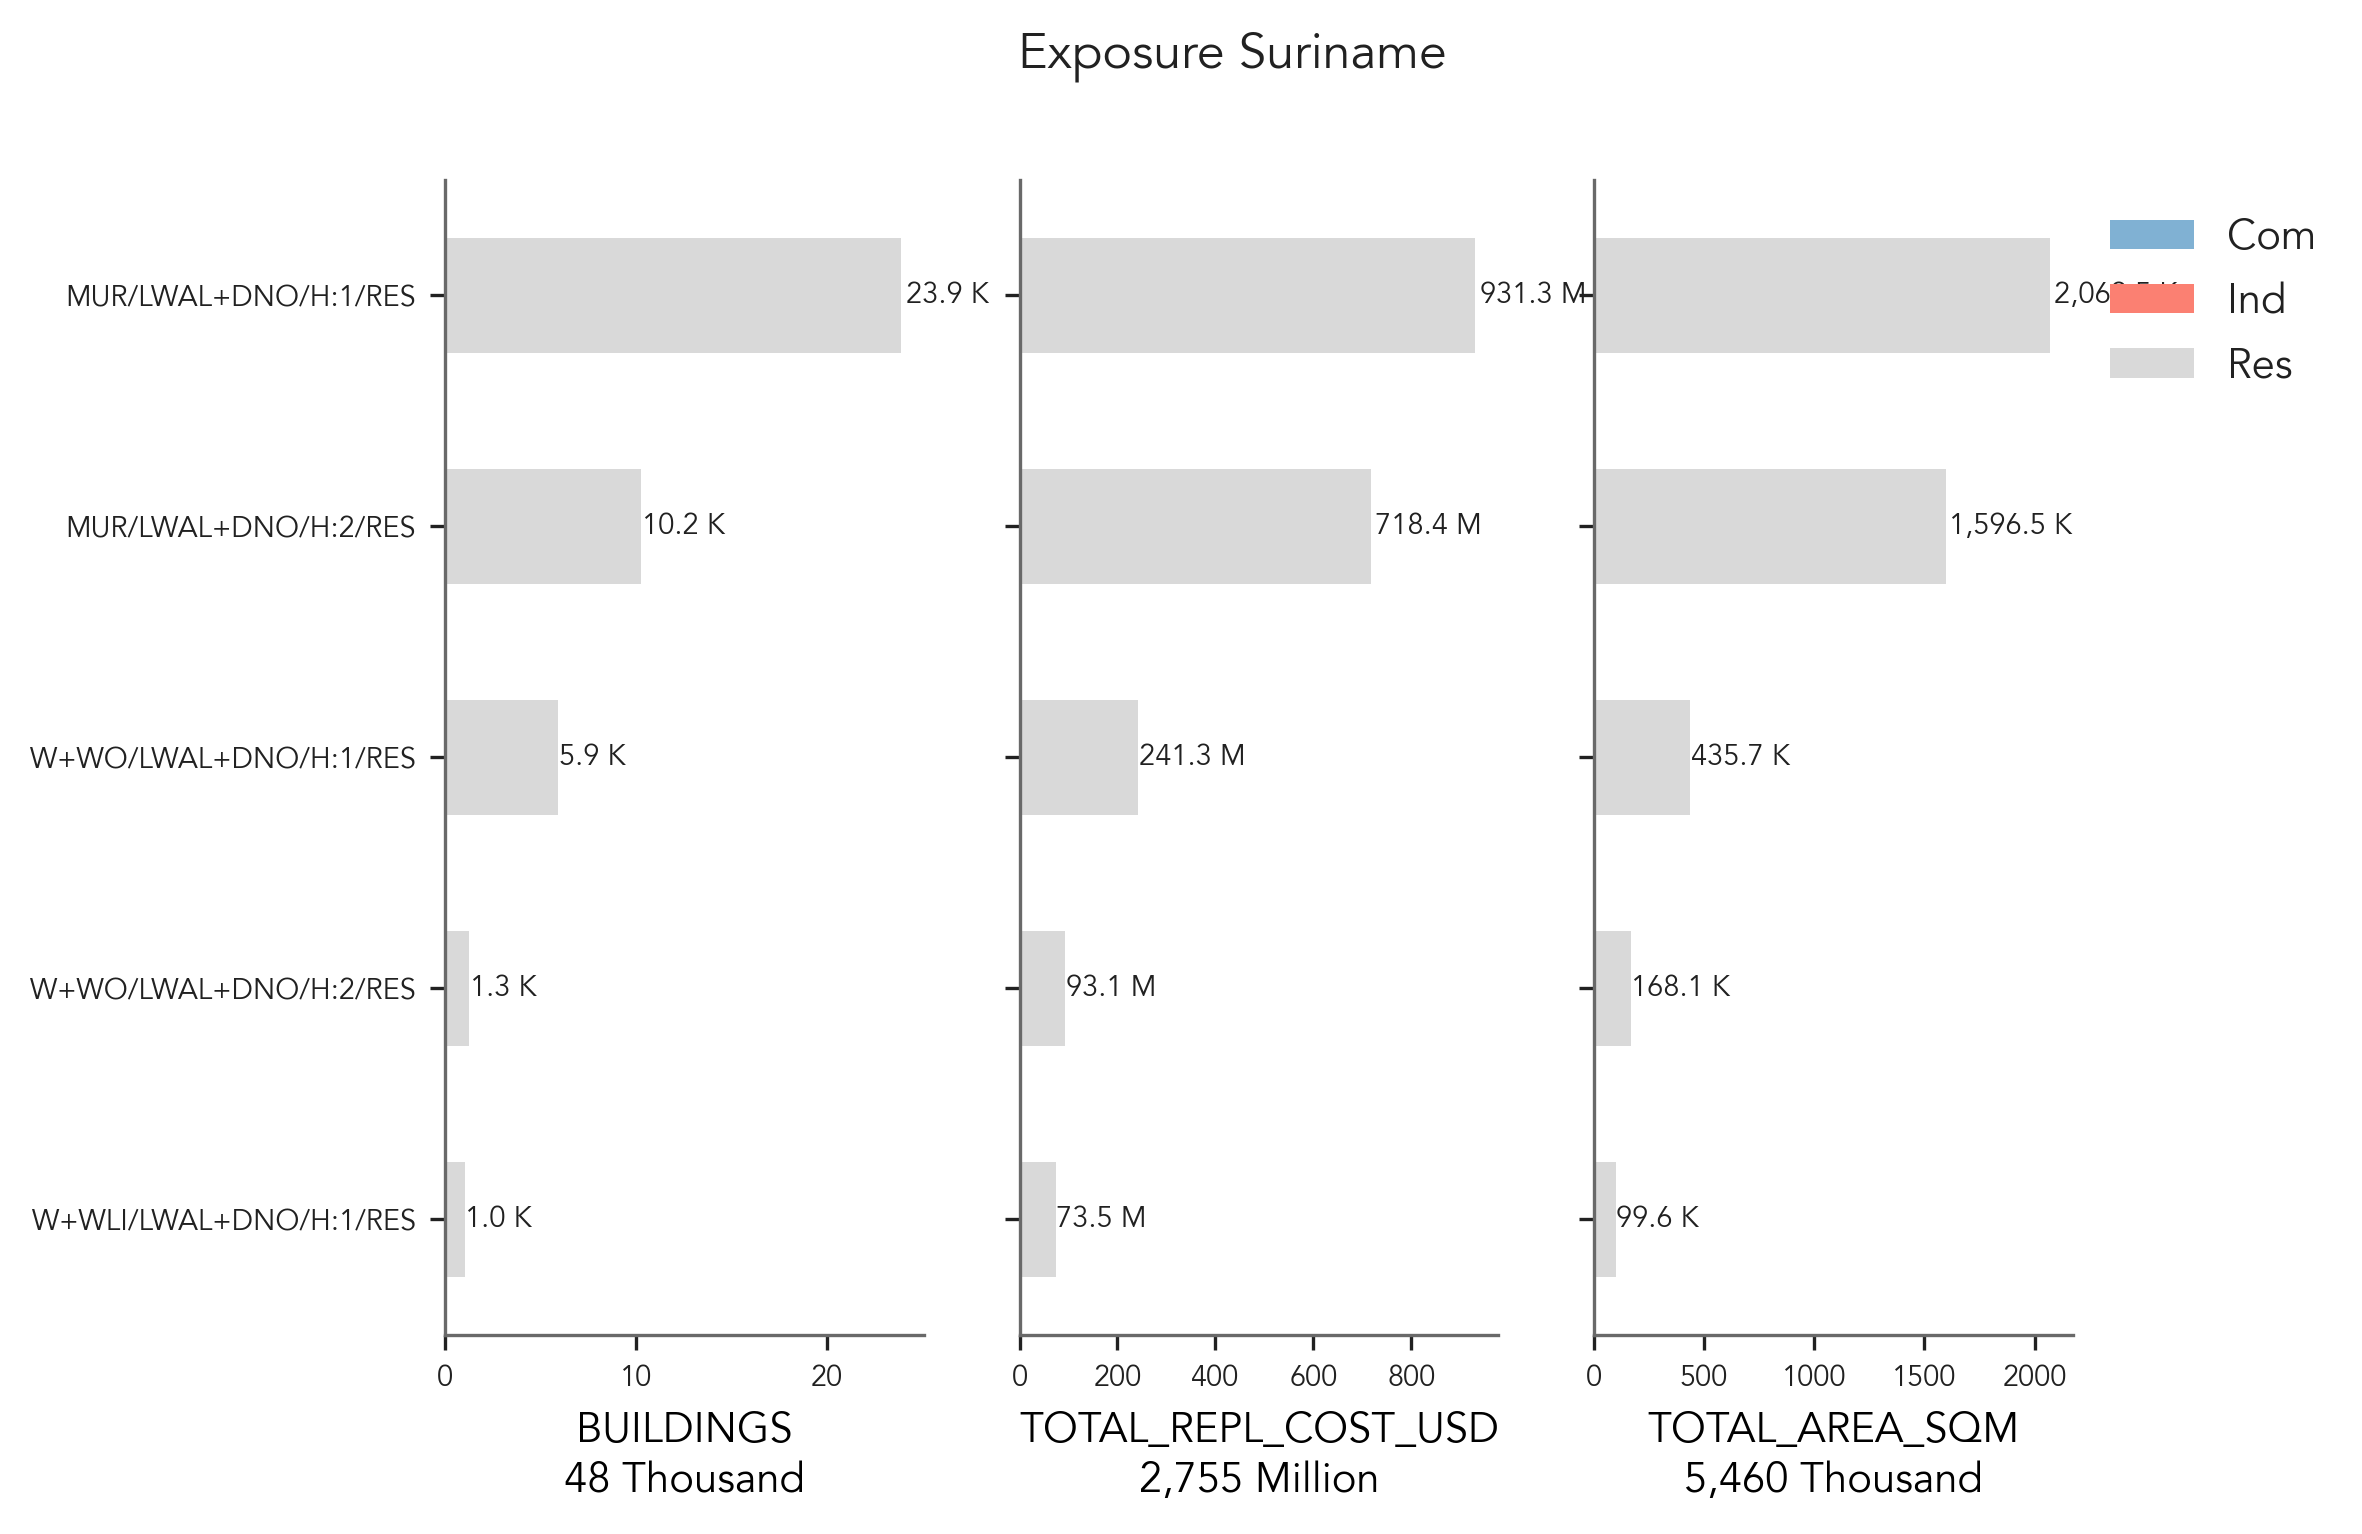 Exposure Suriname
MUR/LWAL+DNO/H:1/RES
23.9 K
931.3 M
Com
Ind
Res
MUR/LWAL+DNO/H:2/RES
10.2 K
718.4 M
1,596.5 K
W+WO/LWAL+DNO/H:1/RES
5.9 K
241.3 M
435.7 K
W+WO/LWAL+DNO/H:2/RES
1.3 K
93.1 M
168.1 K
W+WLI/LWAL+DNO/H:1/RES
1.0 K
73.5 M
99.6 K
0 10 20
0 200 400 600 800
0 500 1000 1500 2000
BUILDINGS
48 Thousand
TOTAL_REPL_COST_USD
2,755 Million
TOTAL_AREA_SQM
5,460 Thousand